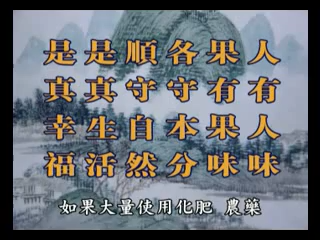 人有人味
果有果味
各守本分
順守自然
是真生活
是真幸福
如果大量使用化肥 農藥